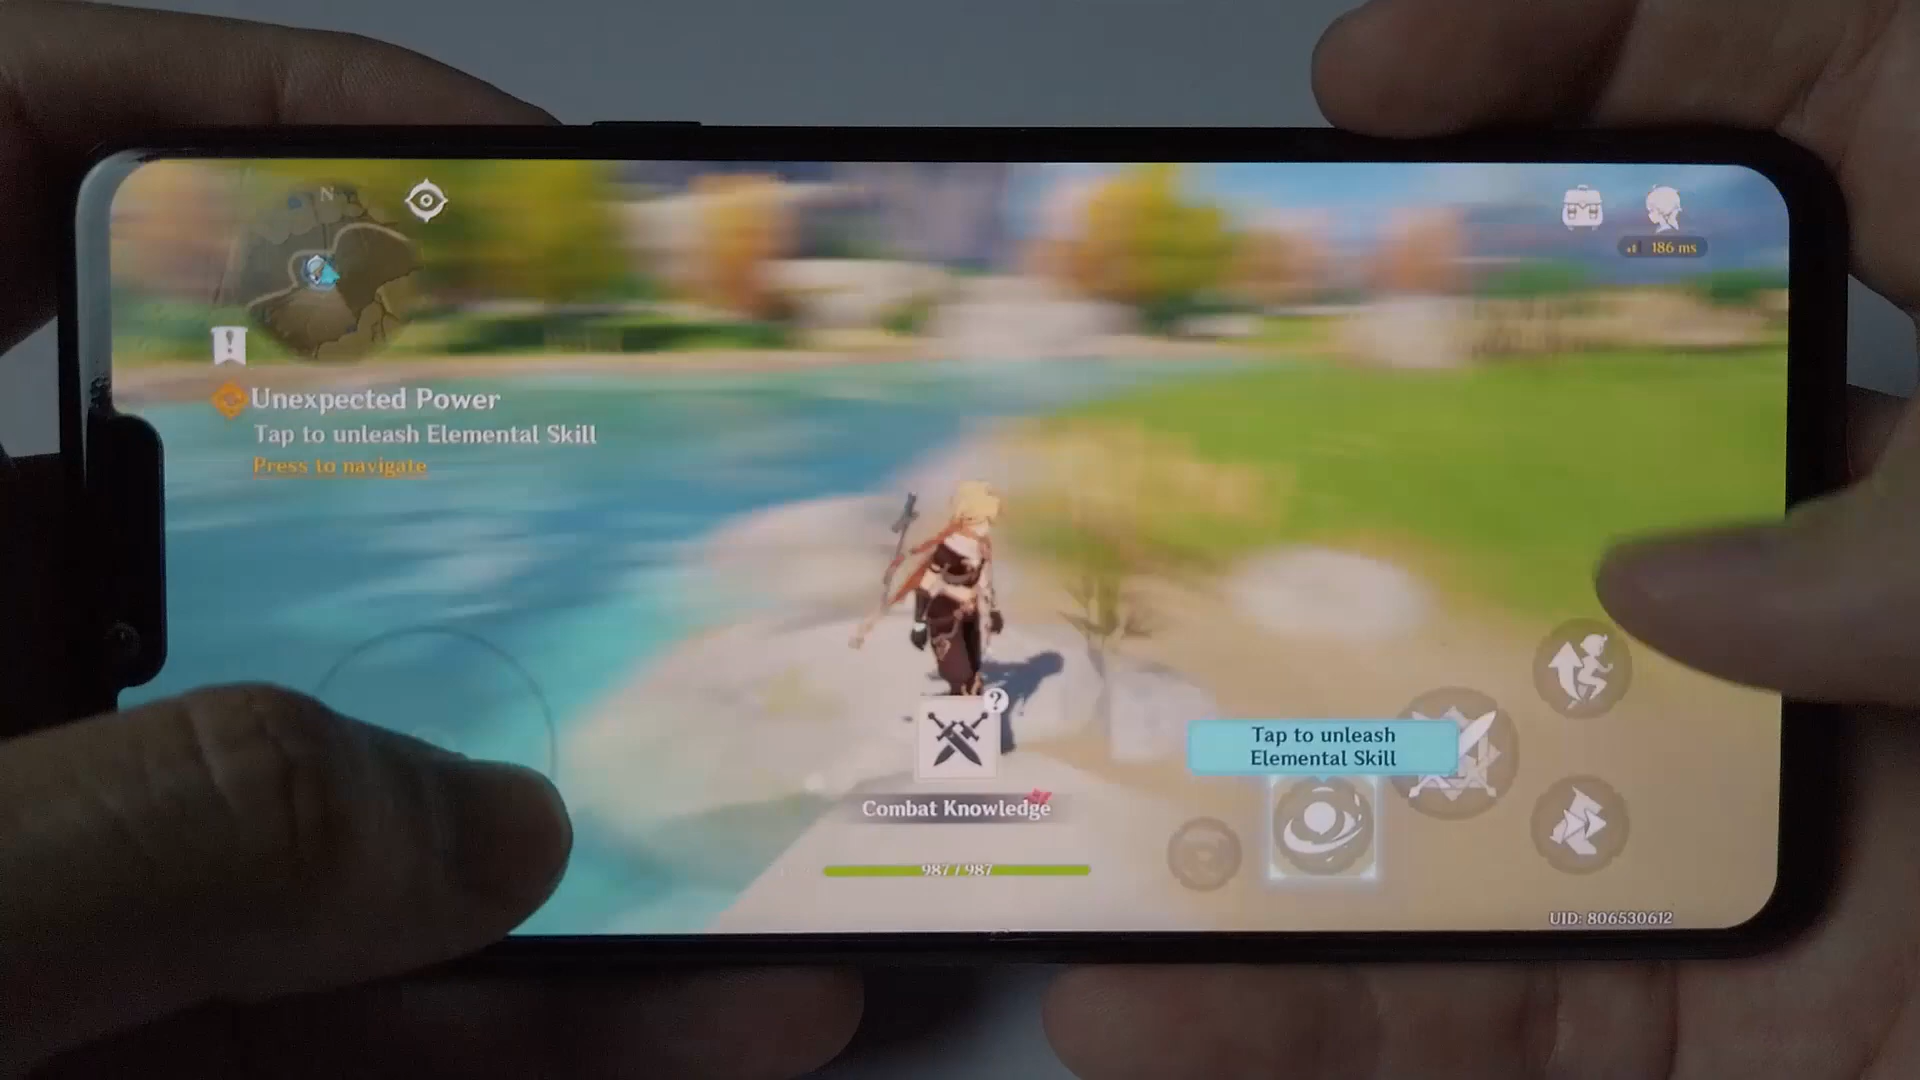 N
186 ms
Unexpected Power
Tap to unleash Elemental Skill
Press to navigate
?
Tap to unleash
Elemental Skill
Combat Knowledge
987 / 987
UID: 806530612